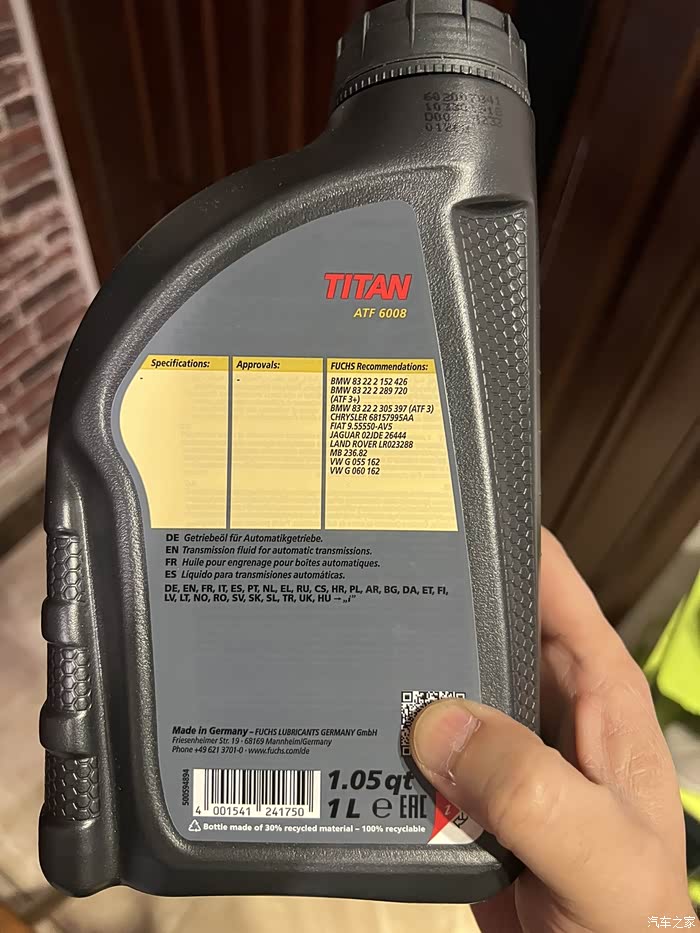 TITAN
ATF 6008
Specifications:
-
Approvals:
-
FUCHS Recommendations:
BMW 83 22 2 152 426
BMW 83 22 2 289 720
(ATF 3+)
BMW 83 22 2 305 397 (ATF 3)
CHRYSLER 68157995AA
FIAT 9.55550-AV5
JAGUAR 02JDE 26444
LAND ROVER LR023288
MB 236.82
VW G 055 162
VW G 060 162
DE Getriebeöl für Automatikgetriebe.
EN Transmission fluid for automatic transmissions.
FR Huile pour engrenage pour boîtes automatiques.
ES Líquido para transmisiones automáticas.
DE, EN, FR, IT, ES, PT, NL, EL, RU, CS, HR, PL, AR, BG, DA, ET, FI,
LV, LT, NO, RO, SV, SK, SL, TR, UK, HU → „i"
Made in Germany – FUCHS LUBRICANTS GERMANY GmbH
Friesenheimer Str. 19 · 68169 Mannheim/Germany
Phone +49 621 3701-0 · www.fuchs.com/de
500594894
4 001541 241750
1.05 qt
1 L e EAC
Bottle made of 30% recycled material – 100% recyclable
汽车之家